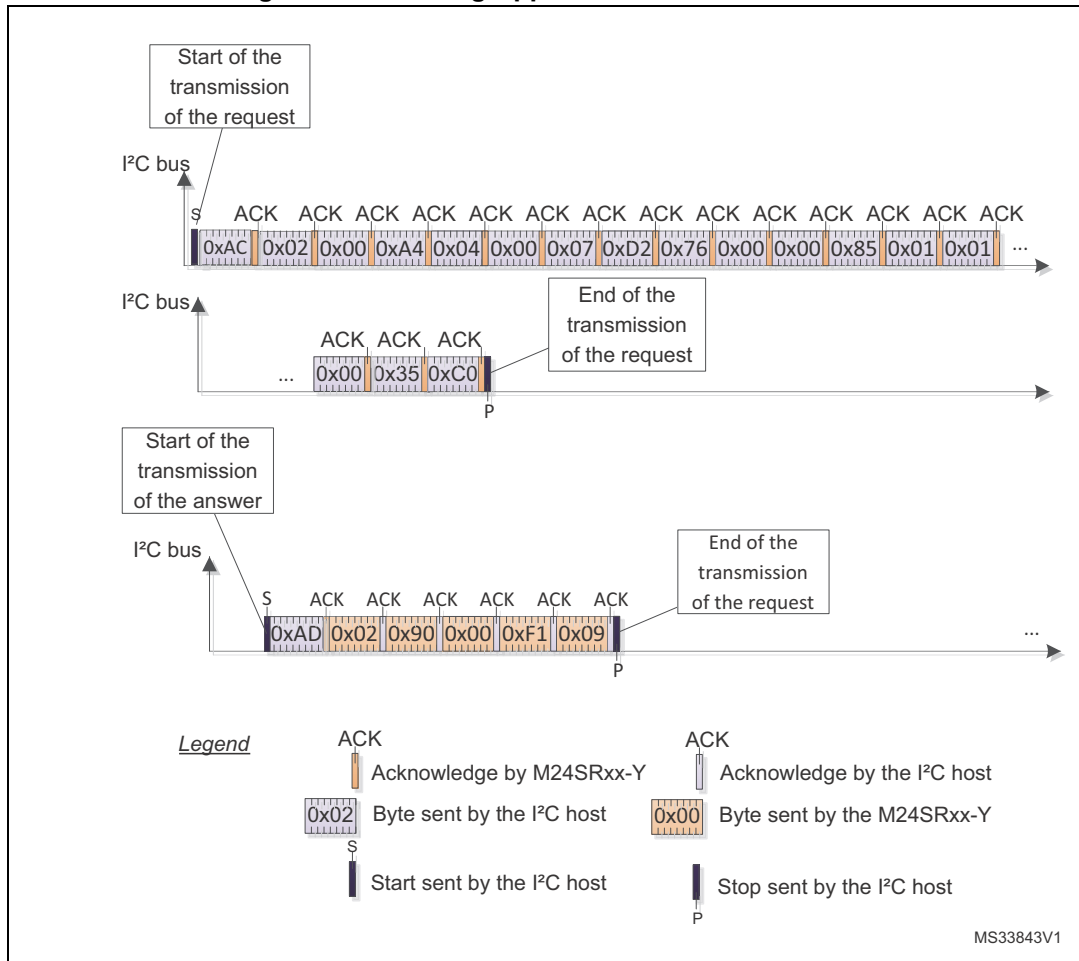 Start of the
transmission
of the request
I²C bus
S ACK ACK ACK ACK ACK ACK ACK ACK ACK ACK ACK ACK ACK ACK
0xAC 0x02 0x00 0xA4 0x04 0x00 0x07 0xD2 0x76 0x00 0x00 0x85 0x01 0x01 ...
I²C bus
End of the
transmission
of the request
ACK ACK ACK
... 0x00 0x35 0xC0
P
Start of the
transmission
of the answer
I²C bus
End of the
transmission
of the request
S ACK ACK ACK ACK ACK ACK
0xAD 0x02 0x90 0x00 0xF1 0x09 ...
P
Legend
ACK Acknowledge by M24SRxx-Y
ACK Acknowledge by the I²C host
0x02 Byte sent by the I²C host
0x00 Byte sent by the M24SRxx-Y
S Start sent by the I²C host
Stop sent by the I²C host
P
MS33843V1